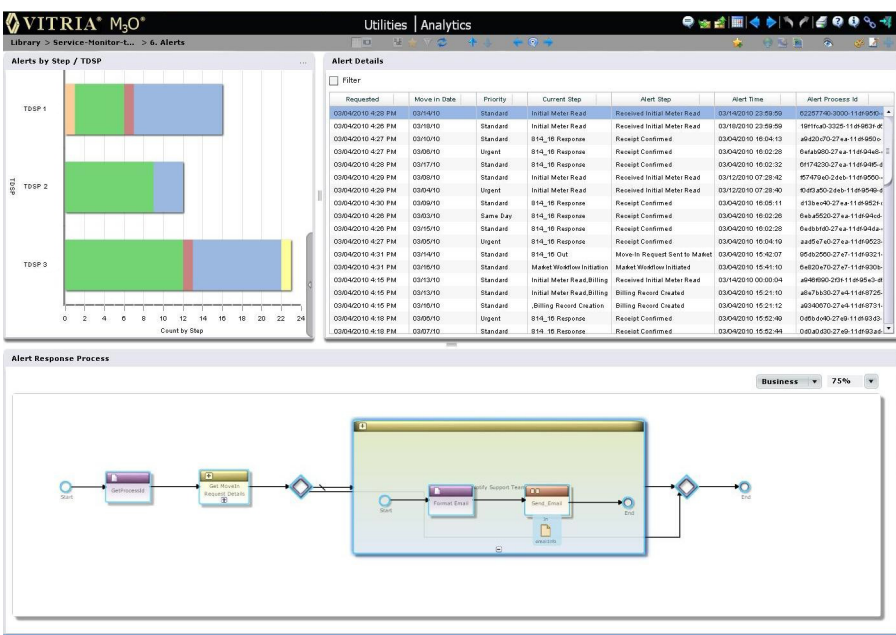 VITRIA® M3O®
Utilities | Analytics
Library > Service-Monitor-t... > 6. Alerts
Alerts by Step / TDSP ...
TDSP 1
TDSP 2
TDSP 3
TDSP
0 2 4 6 8 10 12 14 16 18 20 22 24
Count by Step
Alert Details
Filter
Requested Move in Date Priority Current Step Alert Step Alert Time Alert Process Id
03/04/2010 4:28 PM 03/14/10 Standard Initial Meter Read Received Initial Meter Read 03/14/2010 23:59:59
03/04/2010 4:26 PM 03/18/10 Standard Initial Meter Read Received Initial Meter Read 03/18/2010 23:59:59
03/04/2010 4:27 PM 03/10/10 Standard 814_16 Response Receipt Confirmed 03/04/2010 16:04:13
03/04/2010 4:27 PM 03/06/10 Urgent 814_16 Response Receipt Confirmed 03/04/2010 16:02:28
03/04/2010 4:28 PM 03/17/10 Standard 814_16 Response Receipt Confirmed 03/04/2010 16:02:32
03/04/2010 4:29 PM 03/08/10 Standard Initial Meter Read Received Initial Meter Read 03/12/2010 07:28:42
03/04/2010 4:29 PM 03/04/10 Urgent Initial Meter Read Received Initial Meter Read 03/12/2010 07:28:40
03/04/2010 4:30 PM 03/09/10 Standard 814_16 Response Receipt Confirmed 03/04/2010 16:05:11
03/04/2010 4:26 PM 03/03/10 Same Day 814_16 Response Receipt Confirmed 03/04/2010 16:02:26
03/04/2010 4:26 PM 03/15/10 Standard 814_16 Response Receipt Confirmed 03/04/2010 16:02:28
03/04/2010 4:27 PM 03/05/10 Urgent 814_16 Response Receipt Confirmed 03/04/2010 16:04:19
03/04/2010 4:31 PM 03/14/10 Standard 814_16 Out Move-In Request Sent to Market 03/04/2010 15:42:07
03/04/2010 4:31 PM 03/16/10 Standard Market Workflow Initiation Market Workflow Initiated 03/04/2010 15:41:10
03/04/2010 4:15 PM 03/13/10 Standard Initial Meter Read,Billing Received Initial Meter Read 03/14/2010 00:00:04
03/04/2010 4:15 PM 03/13/10 Standard Initial Meter Read,Billing Billing Record Created 03/04/2010 15:21:10
03/04/2010 4:15 PM 03/16/10 Standard ,Billing Record Creation Billing Record Created 03/04/2010 15:21:12
03/04/2010 4:18 PM 03/06/10 Urgent 814_16 Response Receipt Confirmed 03/04/2010 15:52:49
03/04/2010 4:18 PM 03/07/10 Standard 814_16 Response Receipt Confirmed 03/04/2010 15:52:44
Alert Response Process
Business 75%
Start
GetProcessId
Get MoveIn
Request Details
Notify Support Team
Start
Format Email
Send_Email
End
End